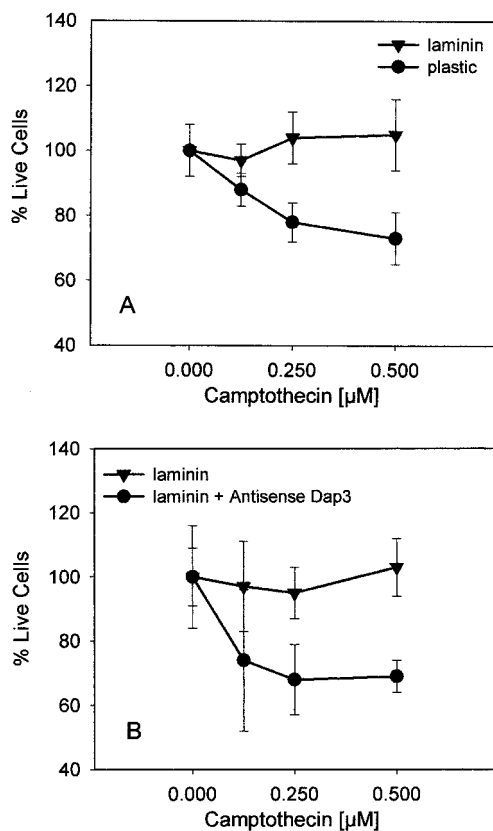 140
120
100
80
60
40
% Live Cells
laminin
plastic
A
0.000 0.250 0.500
Camptothecin [µM]
140
120
100
80
60
40
% Live Cells
laminin
laminin + Antisense Dap3
B
0.000 0.250 0.500
Camptothecin [µM]